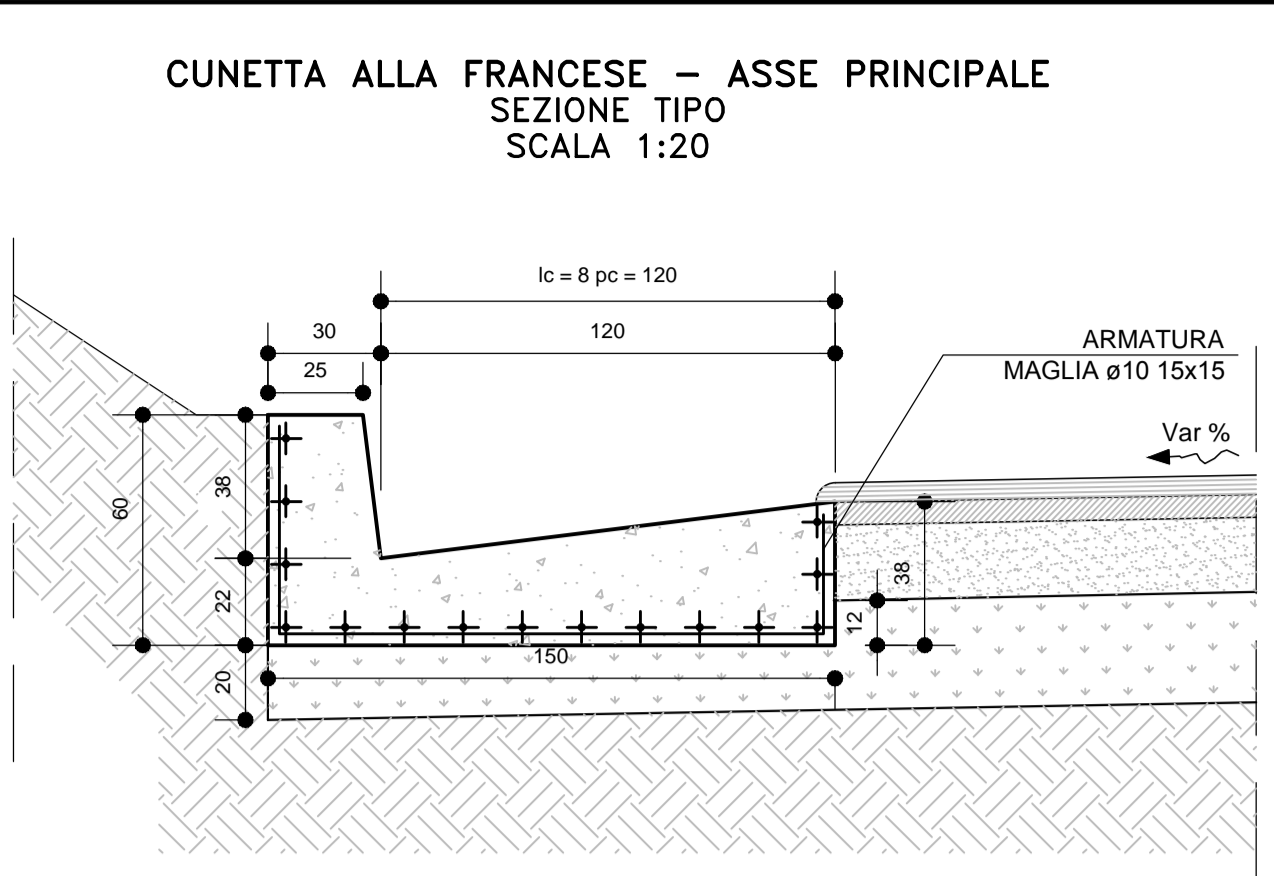 CUNETTA ALLA FRANCESE – ASSE PRINCIPALE
SEZIONE TIPO
SCALA 1:20
lc = 8 pc = 120
30
120
25
ARMATURA
MAGLIA ø10 15x15
Var %
60
38
22
20
150
12
38